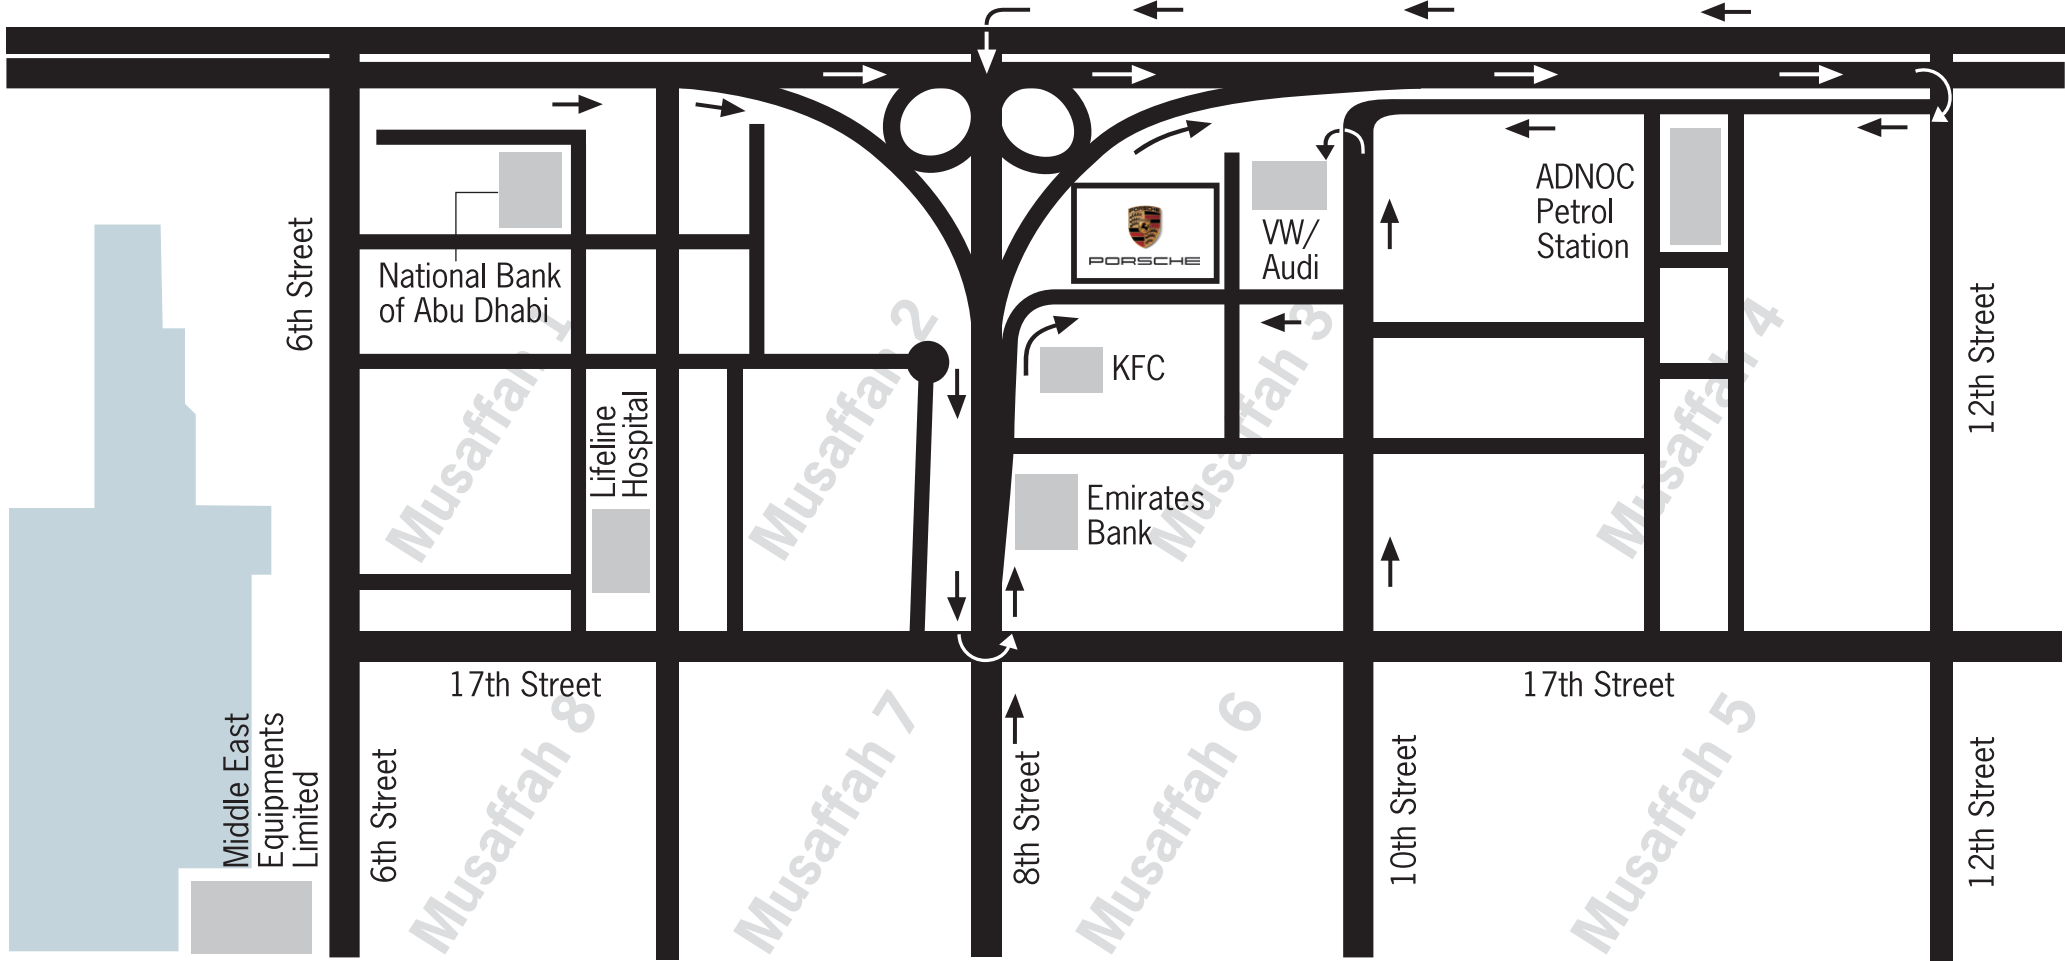 ADNOC
Petrol
Station
6th Street
VW/
Audi
PORSCHE
National Bank
of Abu Dhabi
12th Street
Musaffah 1
Musaffah 2
Musaffah 3
Musaffah 4
KFC
Lifeline
Hospital
Emirates
Bank
17th Street
17th Street
Middle East
Equipments
Limited
6th Street
Musaffah 8
Musaffah 7
8th Street
Musaffah 6
10th Street
Musaffah 5
12th Street